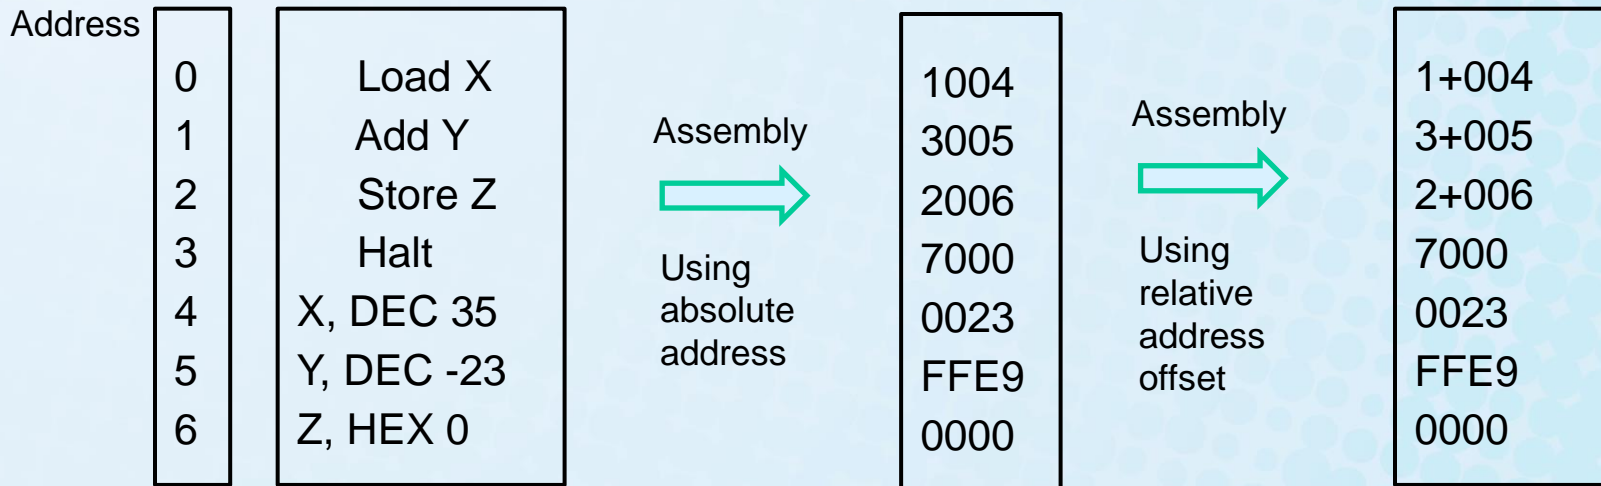 Address
0
1
2
3
4
5
6
Load X
Add Y
Store Z
Halt
X, DEC 35
Y, DEC -23
Z, HEX 0
Assembly
Using
absolute
address
1004
3005
2006
7000
0023
FFE9
0000
Assembly
Using
relative
address
offset
1+004
3+005
2+006
7000
0023
FFE9
0000